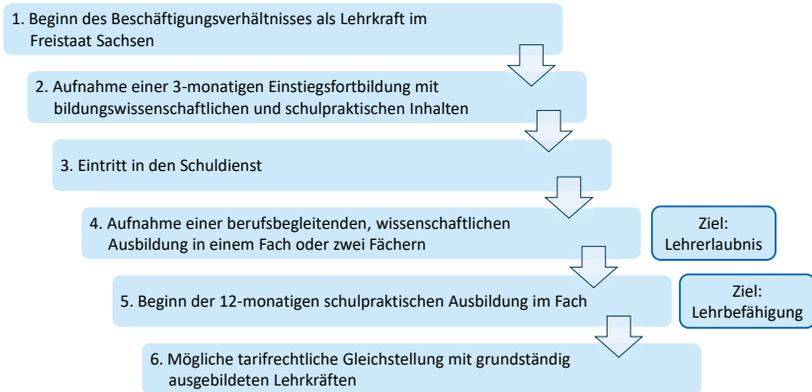 1. Beginn des Beschäftigungsverhältnisses als Lehrkraft im
Freistaat Sachsen
2. Aufnahme einer 3-monatigen Einstiegsfortbildung mit
bildungswissenschaftlichen und schulpraktischen Inhalten
3. Eintritt in den Schuldienst
4. Aufnahme einer berufsbegleitenden, wissenschaftlichen
Ausbildung in einem Fach oder zwei Fächern
Ziel:
Lehrerlaubnis
5. Beginn der 12-monatigen schulpraktischen Ausbildung im Fach
Ziel:
Lehrbefähigung
6. Mögliche tarifrechtliche Gleichstellung mit grundständig
ausgebildeten Lehrkräften